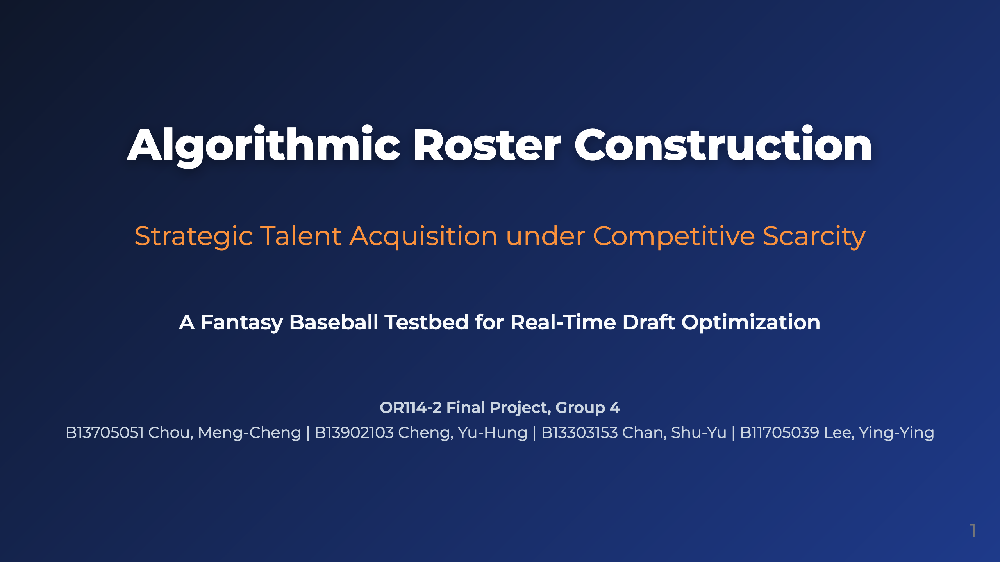 Algorithmic Roster Construction
Strategic Talent Acquisition under Competitive Scarcity
A Fantasy Baseball Testbed for Real-Time Draft Optimization
OR114-2 Final Project, Group 4
B13705051 Chou, Meng-Cheng | B13902103 Cheng, Yu-Hung | B13303153 Chan, Shu-Yu | B11705039 Lee, Ying-Ying
1